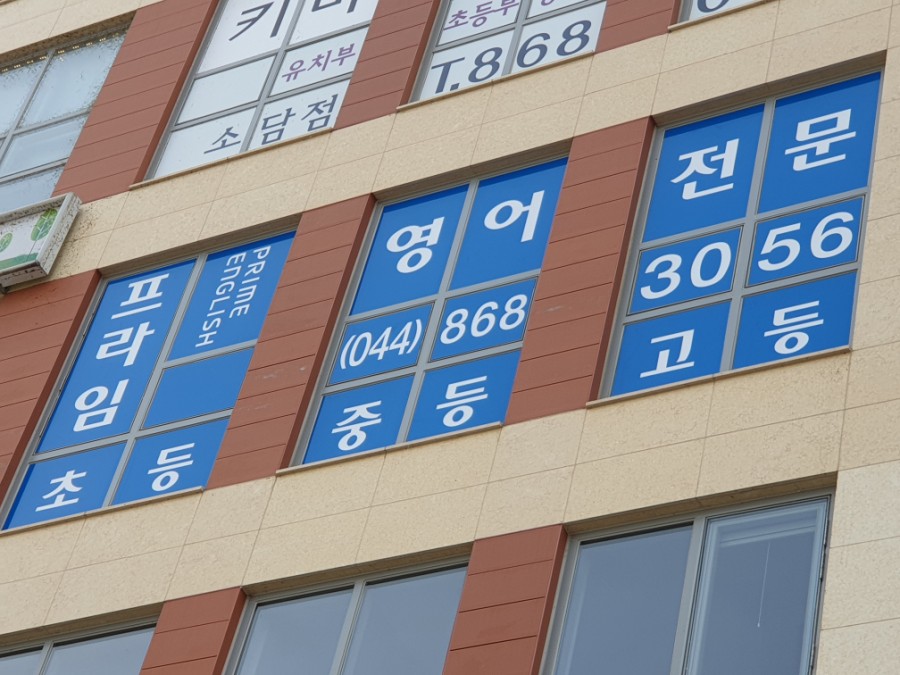 유치부
소담점
초등부
T.868
프라임
PRIME
ENGLISH
영어
전문
(044) 868 3056
초등
중등
고등